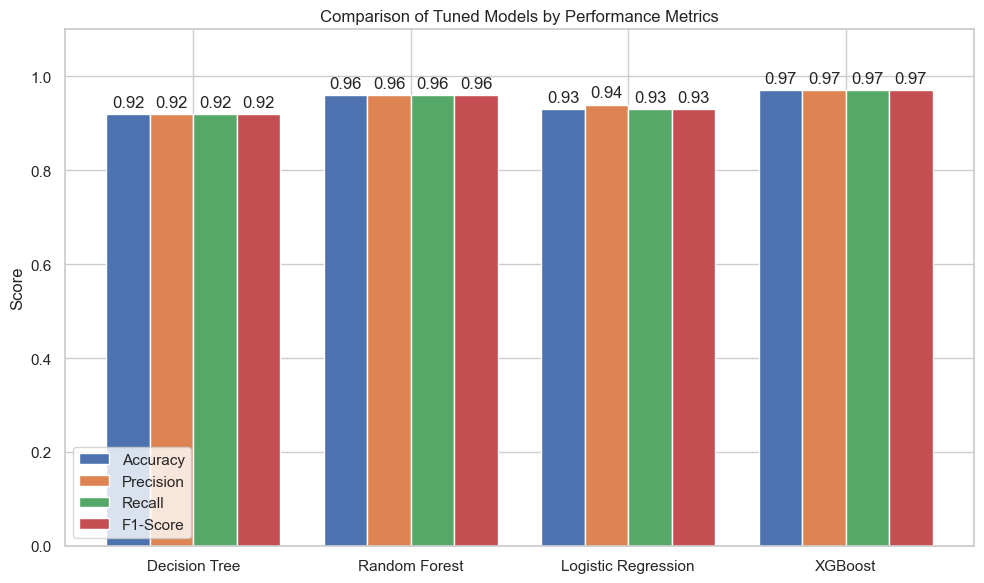 Comparison of Tuned Models by Performance Metrics
Score
1.0
0.8
0.6
0.4
0.2
0.0
0.92 0.92 0.92 0.92
0.96 0.96 0.96 0.96
0.93 0.94 0.93 0.93
0.97 0.97 0.97 0.97
Accuracy
Precision
Recall
F1-Score
Decision Tree
Random Forest
Logistic Regression
XGBoost